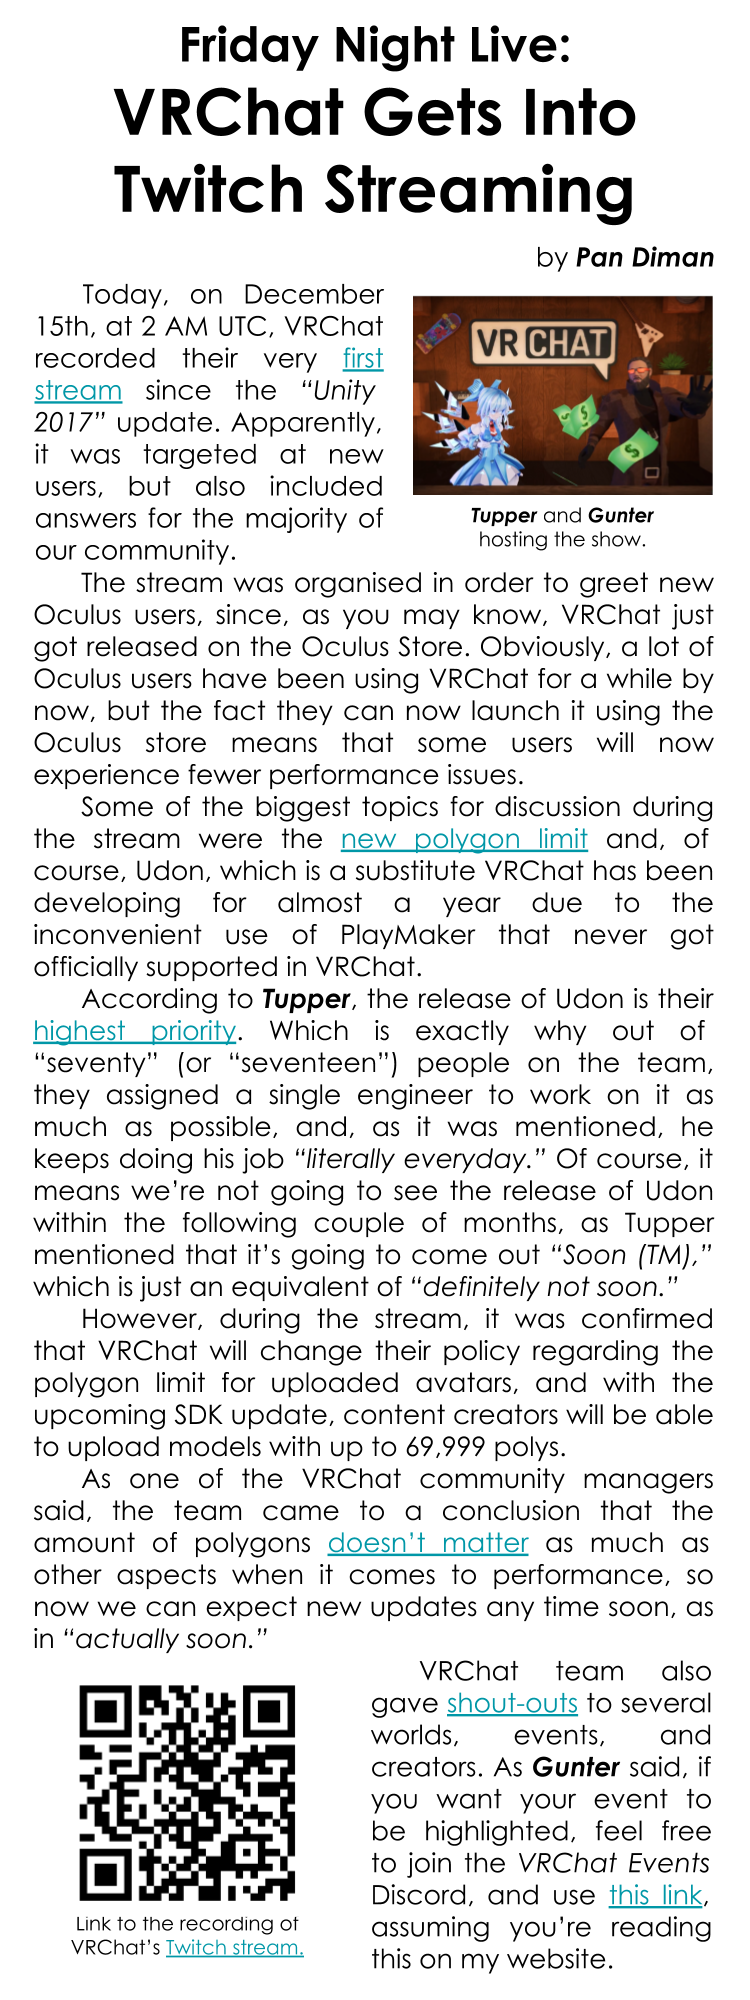 Friday Night Live:
VRChat Gets Into
Twitch Streaming
by Pan Diman
Today, on December
15th, at 2 AM UTC, VRChat
recorded their very first
stream since the “Unity
2017” update. Apparently,
it was targeted at new
users, but also included
answers for the majority of
our community.
VR CHAT
Tupper and Gunter
hosting the show.
The stream was organised in order to greet new
Oculus users, since, as you may know, VRChat just
got released on the Oculus Store. Obviously, a lot of
Oculus users have been using VRChat for a while by
now, but the fact they can now launch it using the
Oculus store means that some users will now
experience fewer performance issues.
Some of the biggest topics for discussion during
the stream were the new polygon limit and, of
course, Udon, which is a substitute VRChat has been
developing for almost a year due to the
inconvenient use of PlayMaker that never got
officially supported in VRChat.
According to Tupper, the release of Udon is their
highest priority. Which is exactly why out of
“seventy” (or “seventeen”) people on the team,
they assigned a single engineer to work on it as
much as possible, and, as it was mentioned, he
keeps doing his job “literally everyday.” Of course, it
means we’re not going to see the release of Udon
within the following couple of months, as Tupper
mentioned that it’s going to come out “Soon (TM),”
which is just an equivalent of “definitely not soon.”
However, during the stream, it was confirmed
that VRChat will change their policy regarding the
polygon limit for uploaded avatars, and with the
upcoming SDK update, content creators will be able
to upload models with up to 69,999 polys.
As one of the VRChat community managers
said, the team came to a conclusion that the
amount of polygons doesn’t matter as much as
other aspects when it comes to performance, so
now we can expect new updates any time soon, as
in “actually soon.”
VRChat team also
gave shout-outs to several
worlds, events, and
creators. As Gunter said, if
you want your event to
be highlighted, feel free
to join the VRChat Events
Discord, and use this link,
assuming you’re reading
this on my website.
Link to the recording of
VRChat’s Twitch stream.